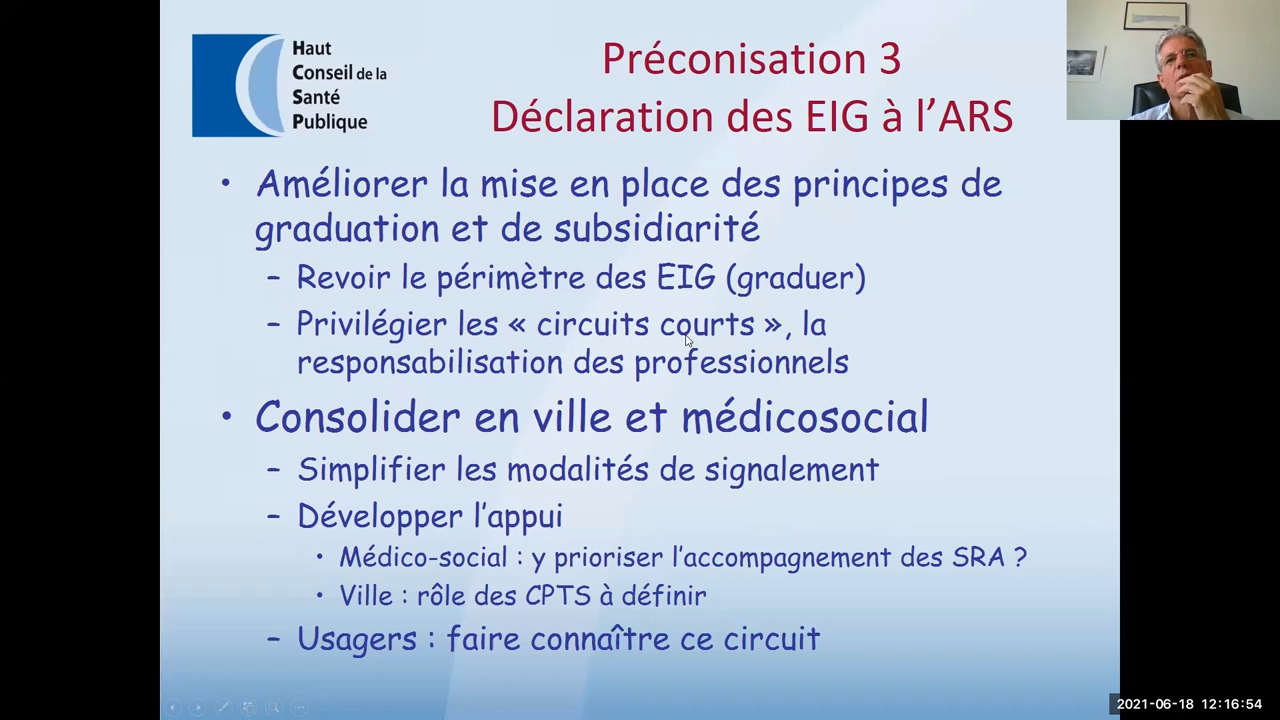 Haut
Conseil de la
Santé
Publique
Préconisation 3
Déclaration des EIG à l’ARS
• Améliorer la mise en place des principes de
graduation et de subsidiarité
– Revoir le périmètre des EIG (graduer)
– Privilégier les « circuits courts », la
responsabilisation des professionnels
• Consolider en ville et médicosocial
– Simplifier les modalités de signalement
– Développer l’appui
• Médico-social : y prioriser l’accompagnement des SRA ?
• Ville : rôle des CPTS à définir
– Usagers : faire connaître ce circuit
2021-06-18 12:16:54